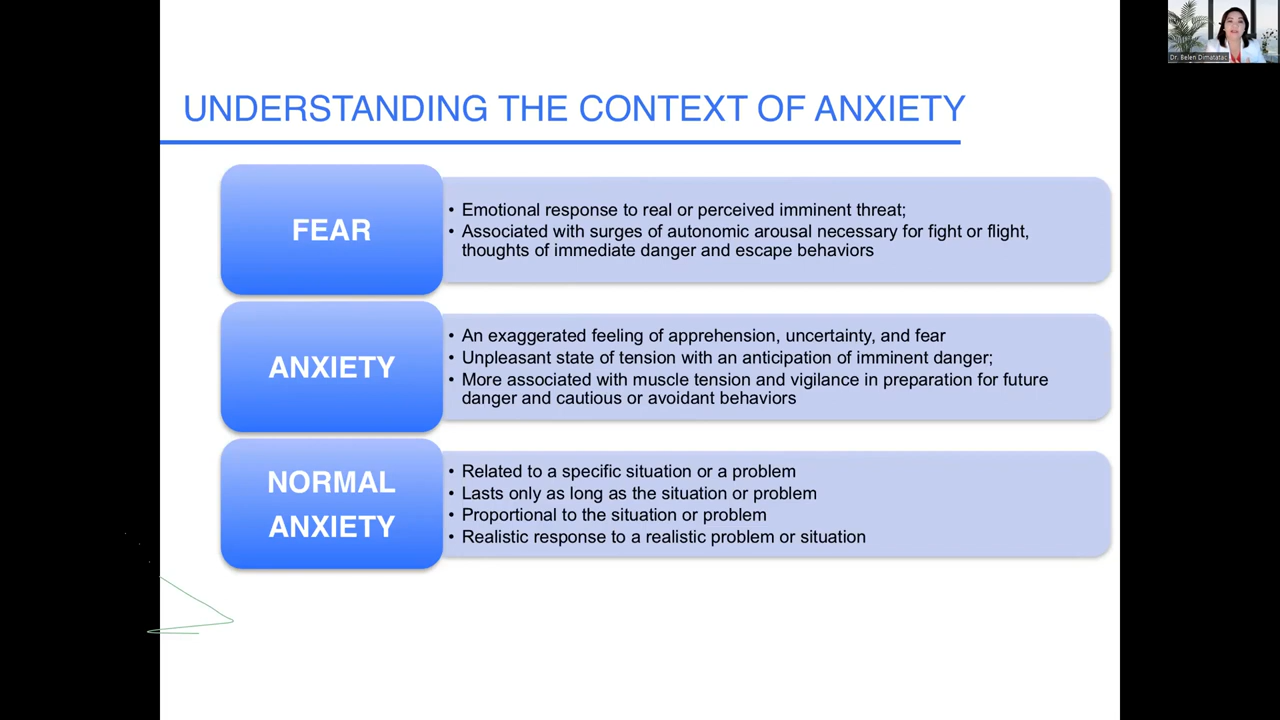 Dr. Belen Dimatatac
UNDERSTANDING THE CONTEXT OF ANXIETY
FEAR
• Emotional response to real or perceived imminent threat;
• Associated with surges of autonomic arousal necessary for fight or flight,
thoughts of immediate danger and escape behaviors
ANXIETY
• An exaggerated feeling of apprehension, uncertainty, and fear
• Unpleasant state of tension with an anticipation of imminent danger;
• More associated with muscle tension and vigilance in preparation for future
danger and cautious or avoidant behaviors
NORMAL
ANXIETY
• Related to a specific situation or a problem
• Lasts only as long as the situation or problem
• Proportional to the situation or problem
• Realistic response to a realistic problem or situation